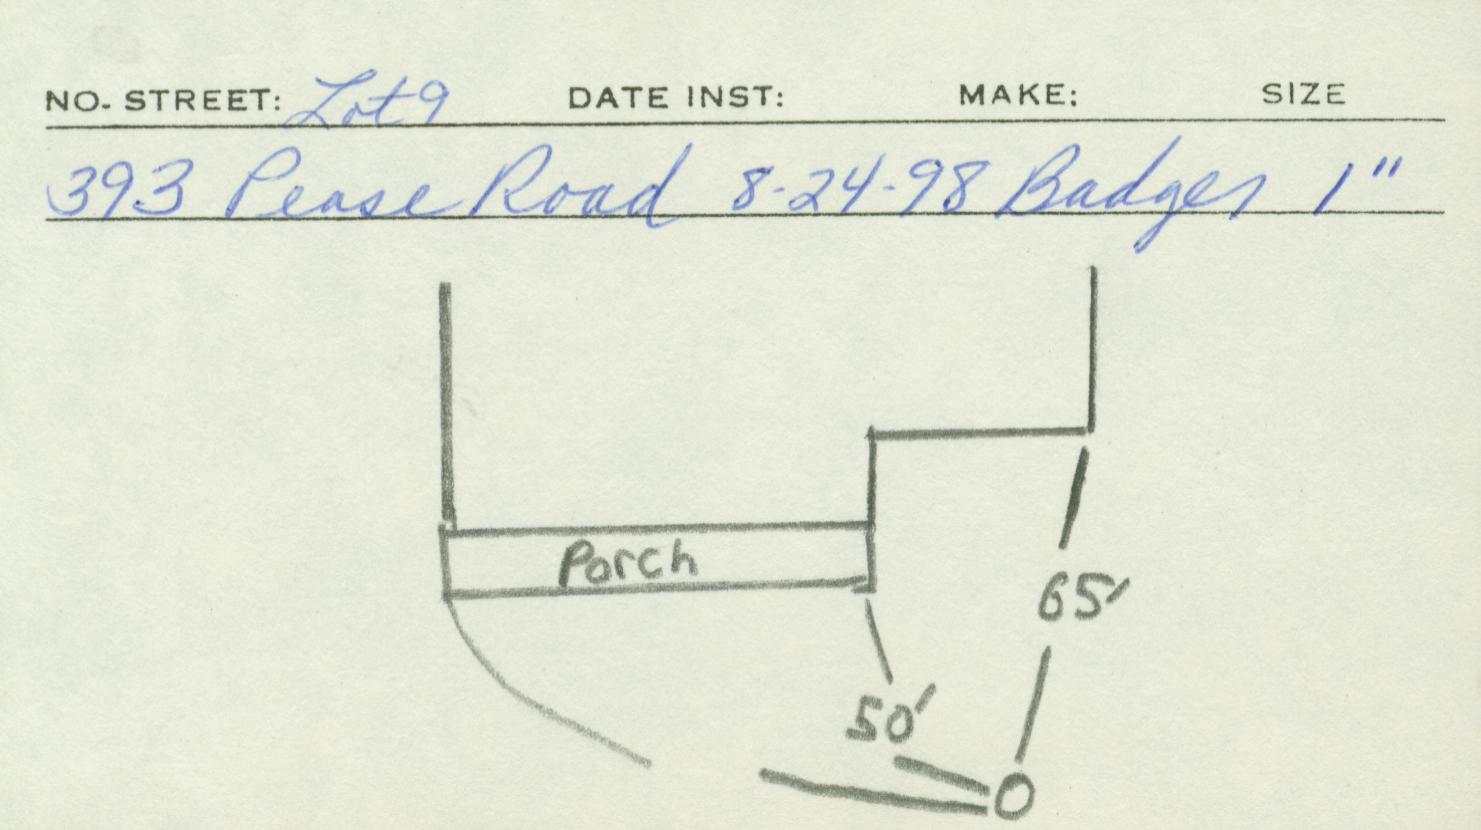 NO. STREET: Lot 9 DATE INST: MAKE: SIZE
393 Pease Road 8-24-98 Badger 1"
Porch
65'
50'